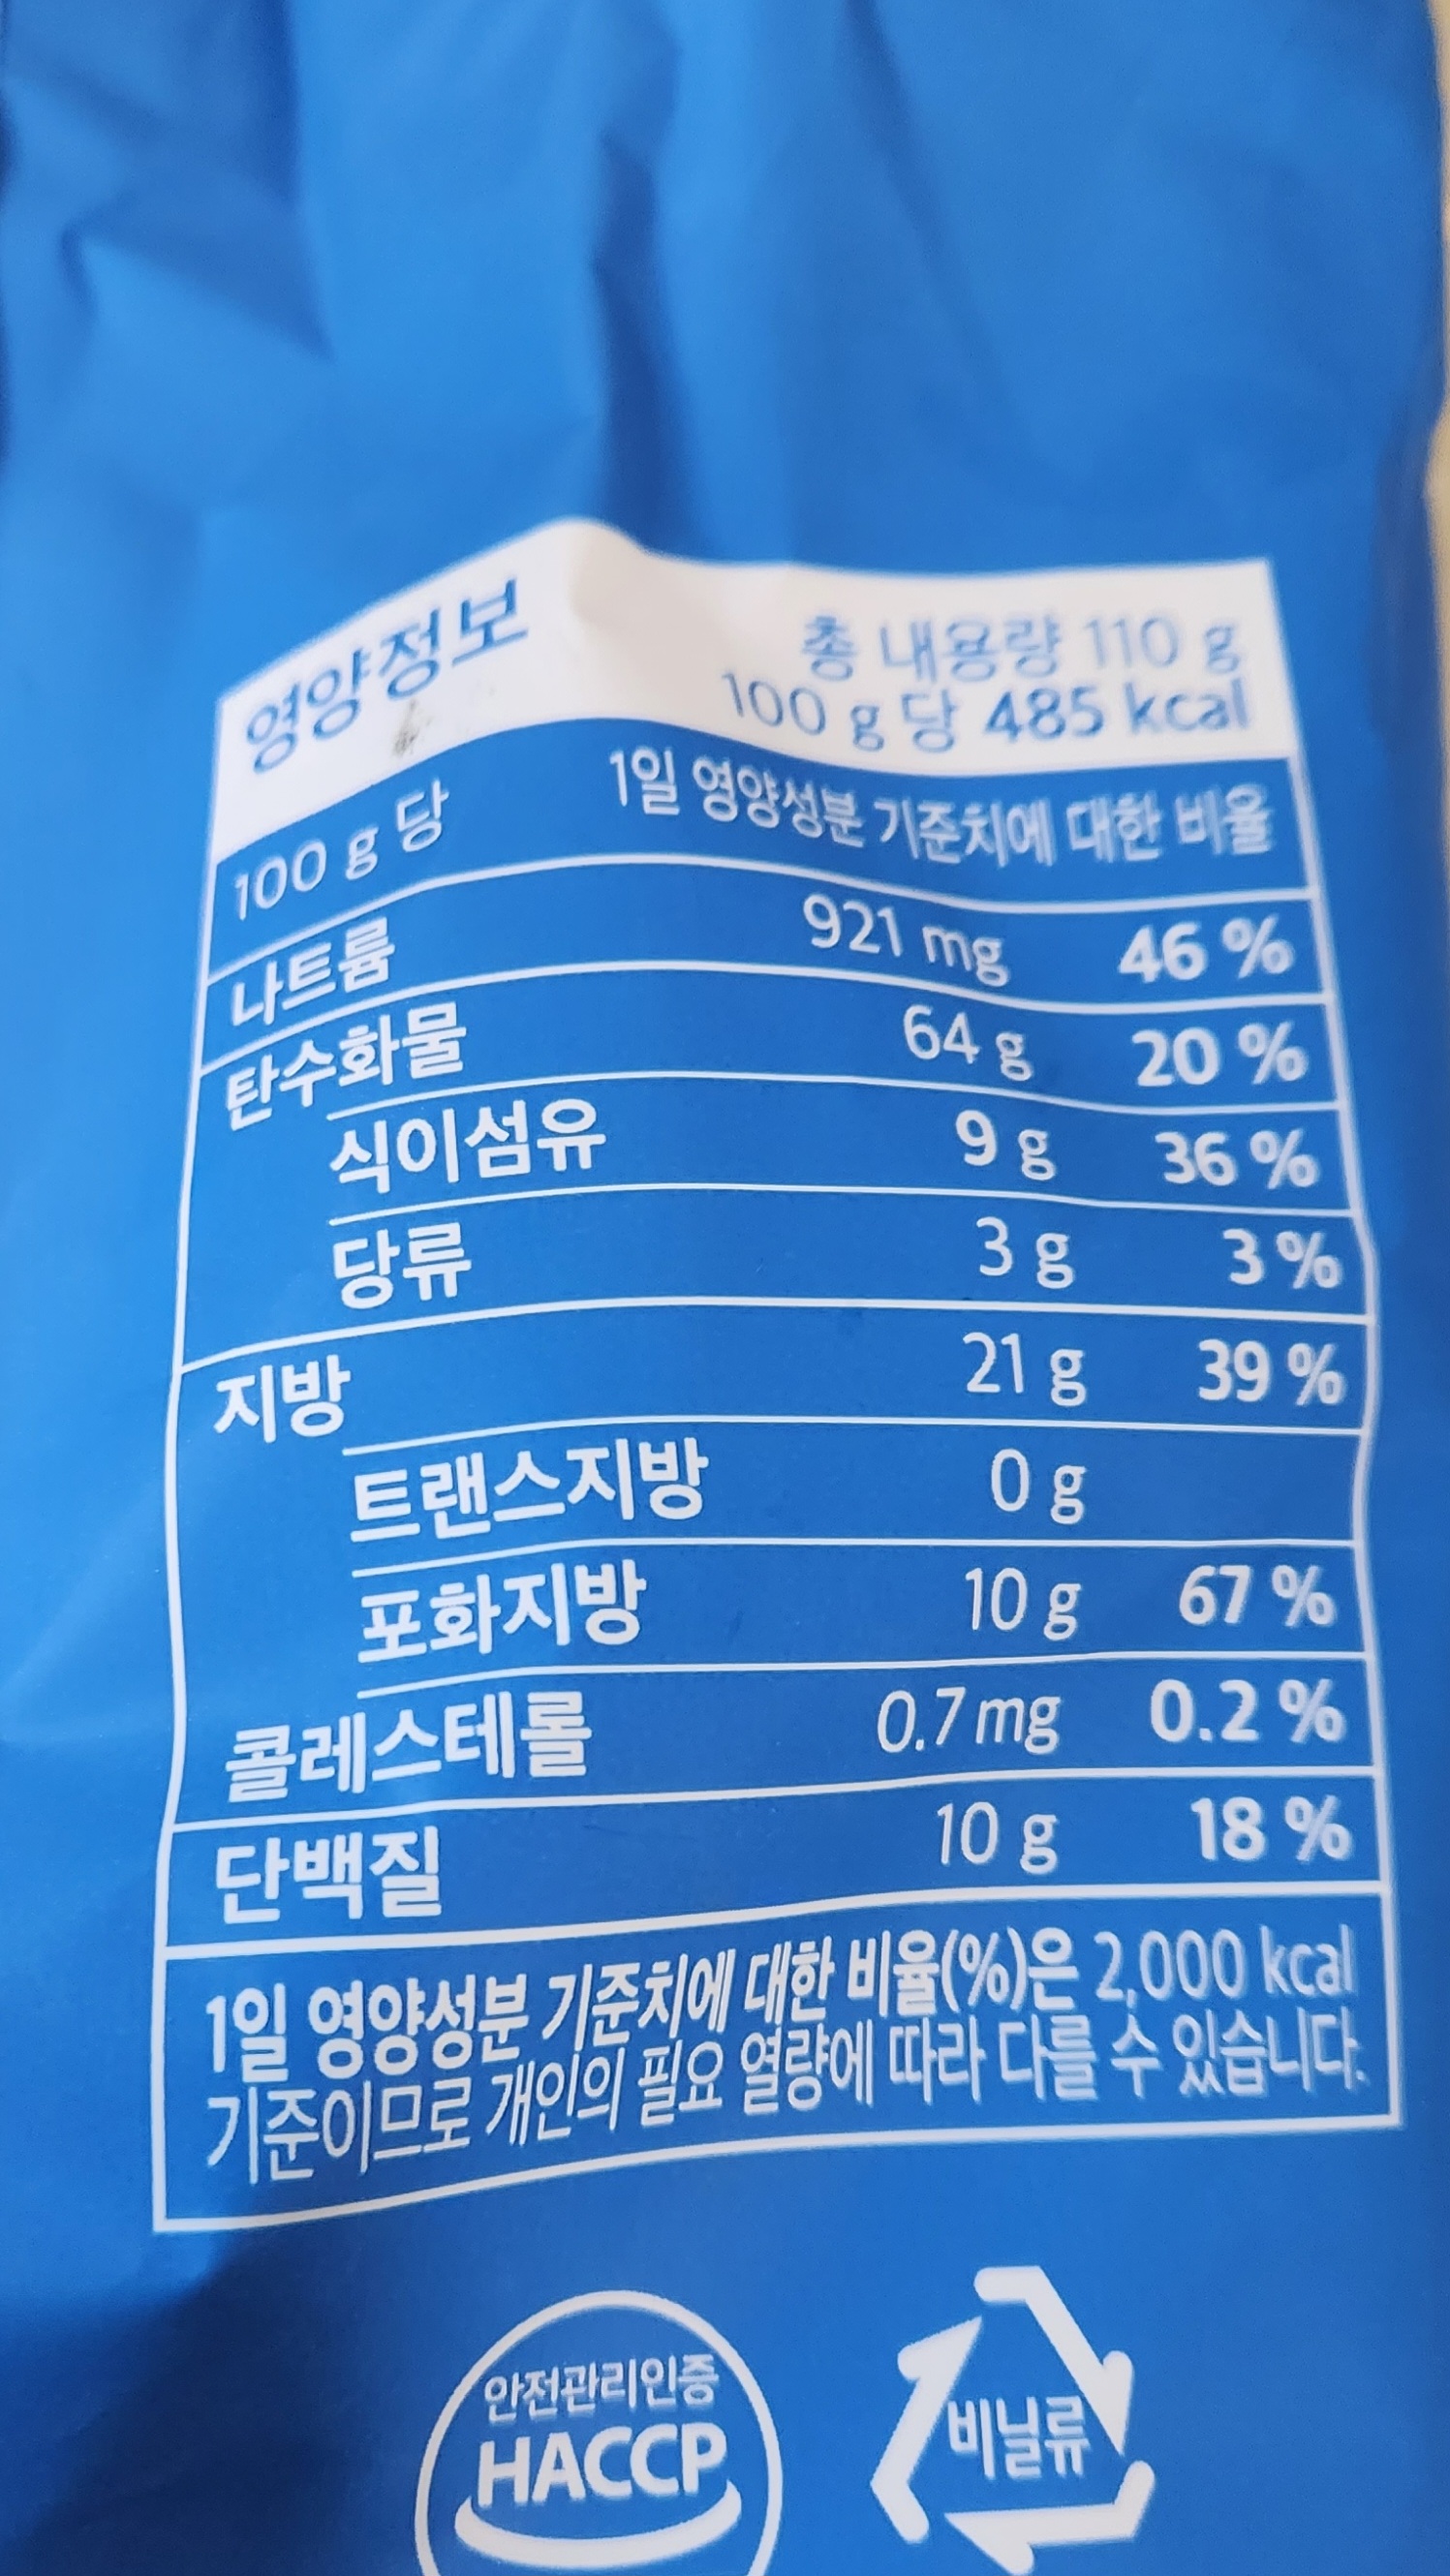 영양정보
총 내용량 110 g
100 g 당 485 kcal
100 g 당 1일 영양성분 기준치에 대한 비율
나트륨 921 mg 46 %
탄수화물 64 g 20 %
식이섬유 9 g 36 %
당류 3 g 3 %
지방 21 g 39 %
트랜스지방 0 g
포화지방 10 g 67 %
콜레스테롤 0.7 mg 0.2 %
단백질 10 g 18 %
1일 영양성분 기준치에 대한 비율(%)은 2,000 kcal
기준이므로 개인의 필요 열량에 따라 다를 수 있습니다.
안전관리인증
HACCP
비닐류